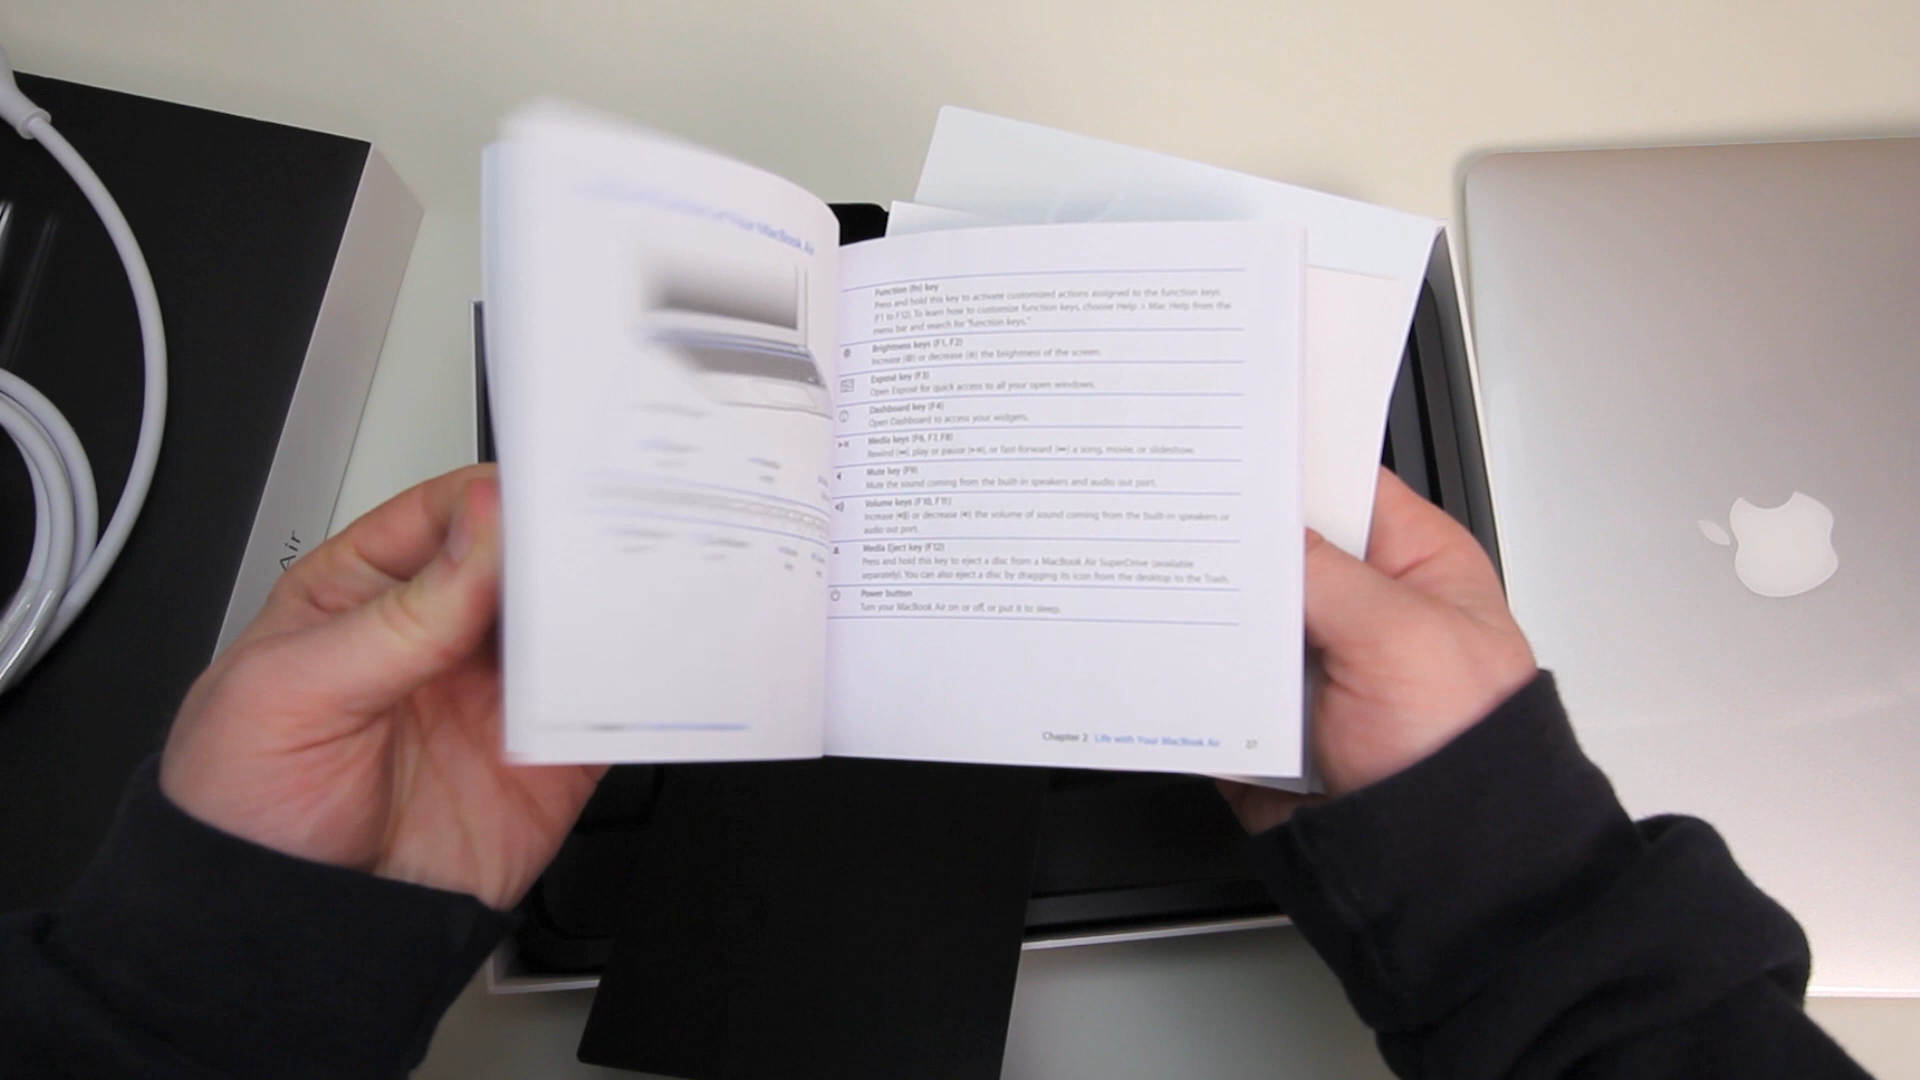 Air
of Your MacBook Air
Function (fn) key
Press and hold this key to activate customized actions assigned to the function keys
(F1 to F12). To learn how to customize function keys, choose Help > Mac Help from the
menu bar and search for "function keys."
Brightness keys (F1, F2)
Increase (☼) or decrease (☼) the brightness of the screen.
Exposé key (F3)
Open Exposé for quick access to all your open windows.
Dashboard key (F4)
Open Dashboard to access your widgets.
Media keys (F6, F7, F8)
Rewind, play or pause, or fast-forward a song, movie, or slideshow.
Mute key (F9)
Mute the sound coming from the built-in speakers and audio out port.
Volume keys (F10, F11)
Increase or decrease the volume of sound coming from the built-in speakers or
audio out port.
Media Eject key (F12)
Press and hold this key to eject a disc from a MacBook Air SuperDrive (available
separately). You can also eject a disc by dragging its icon from the desktop to the Trash.
Power button
Turn your MacBook Air on or off, or put it to sleep.
Chapter 2 Life with Your MacBook Air